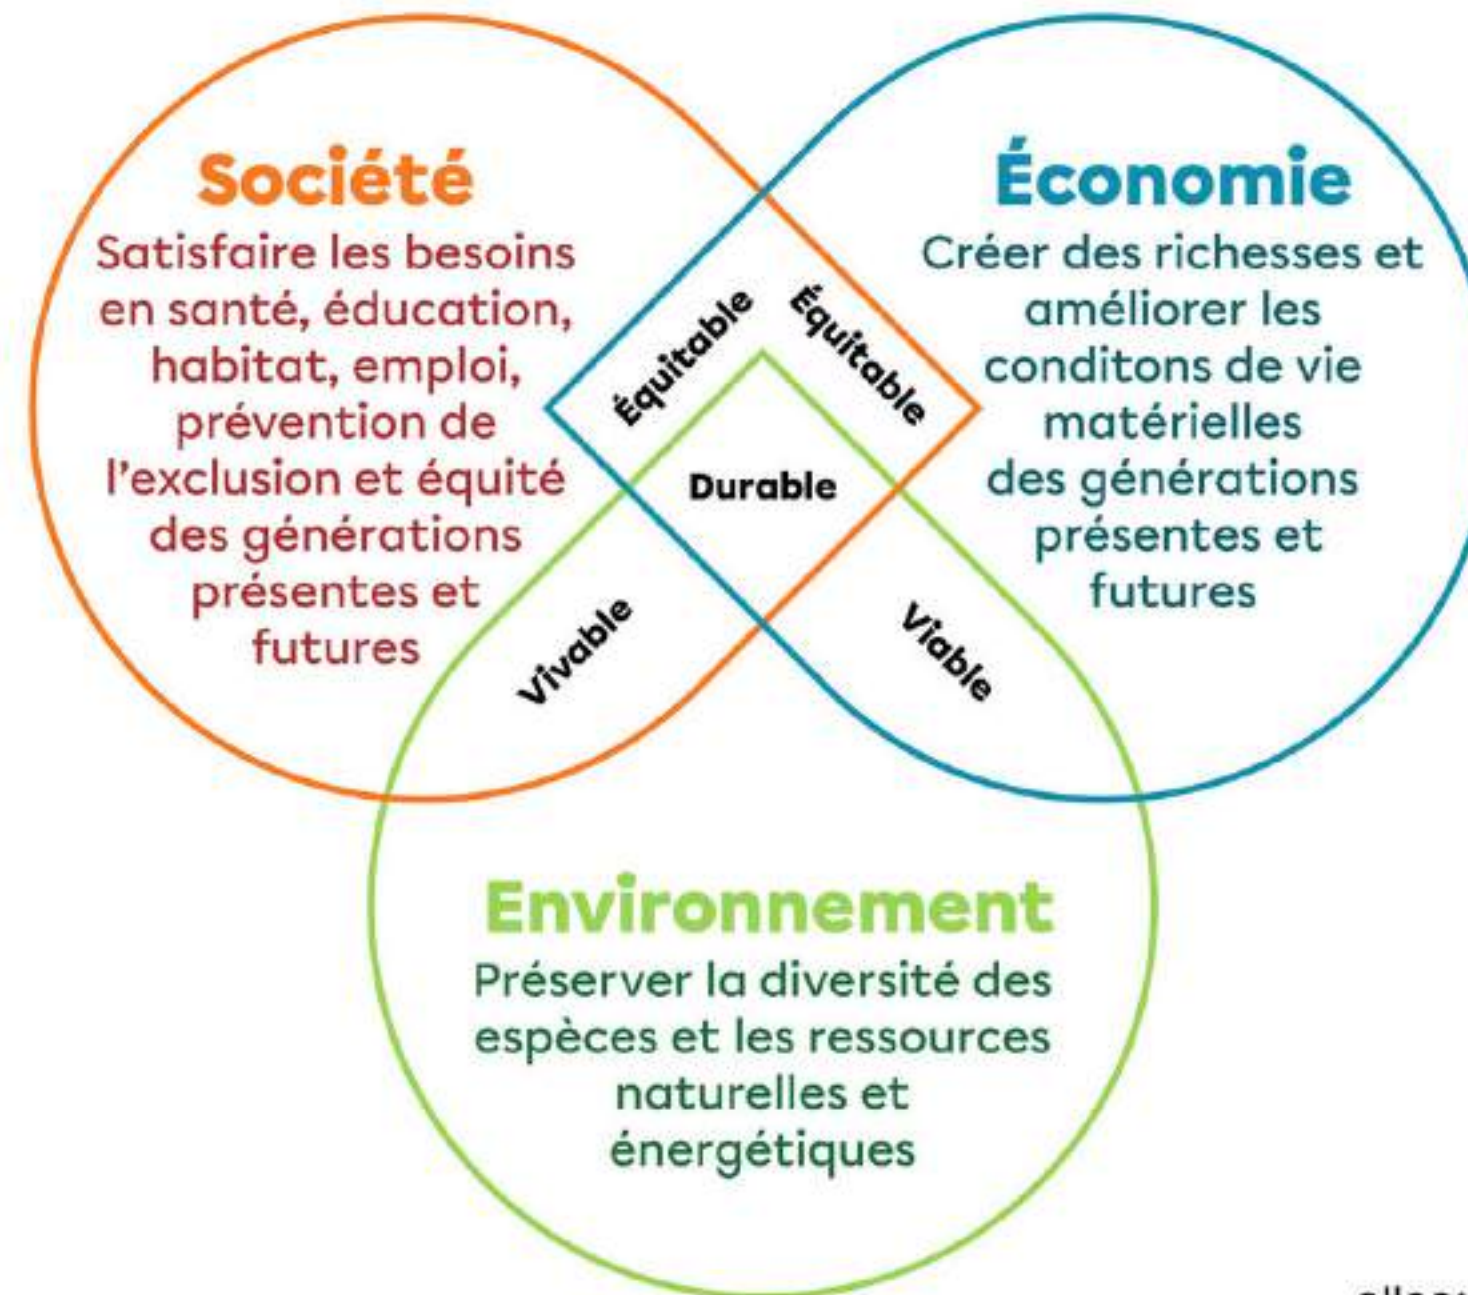 Société
Satisfaire les besoins
en santé, éducation,
habitat, emploi,
prévention de
l'exclusion et équité
des générations
présentes et
futures
Économie
Créer des richesses et
améliorer les
conditons de vie
matérielles
des générations
présentes et
futures
Équitable
Équitable
Durable
Vivable
Viable
Environnement
Préserver la diversité des
espèces et les ressources
naturelles et
énergétiques